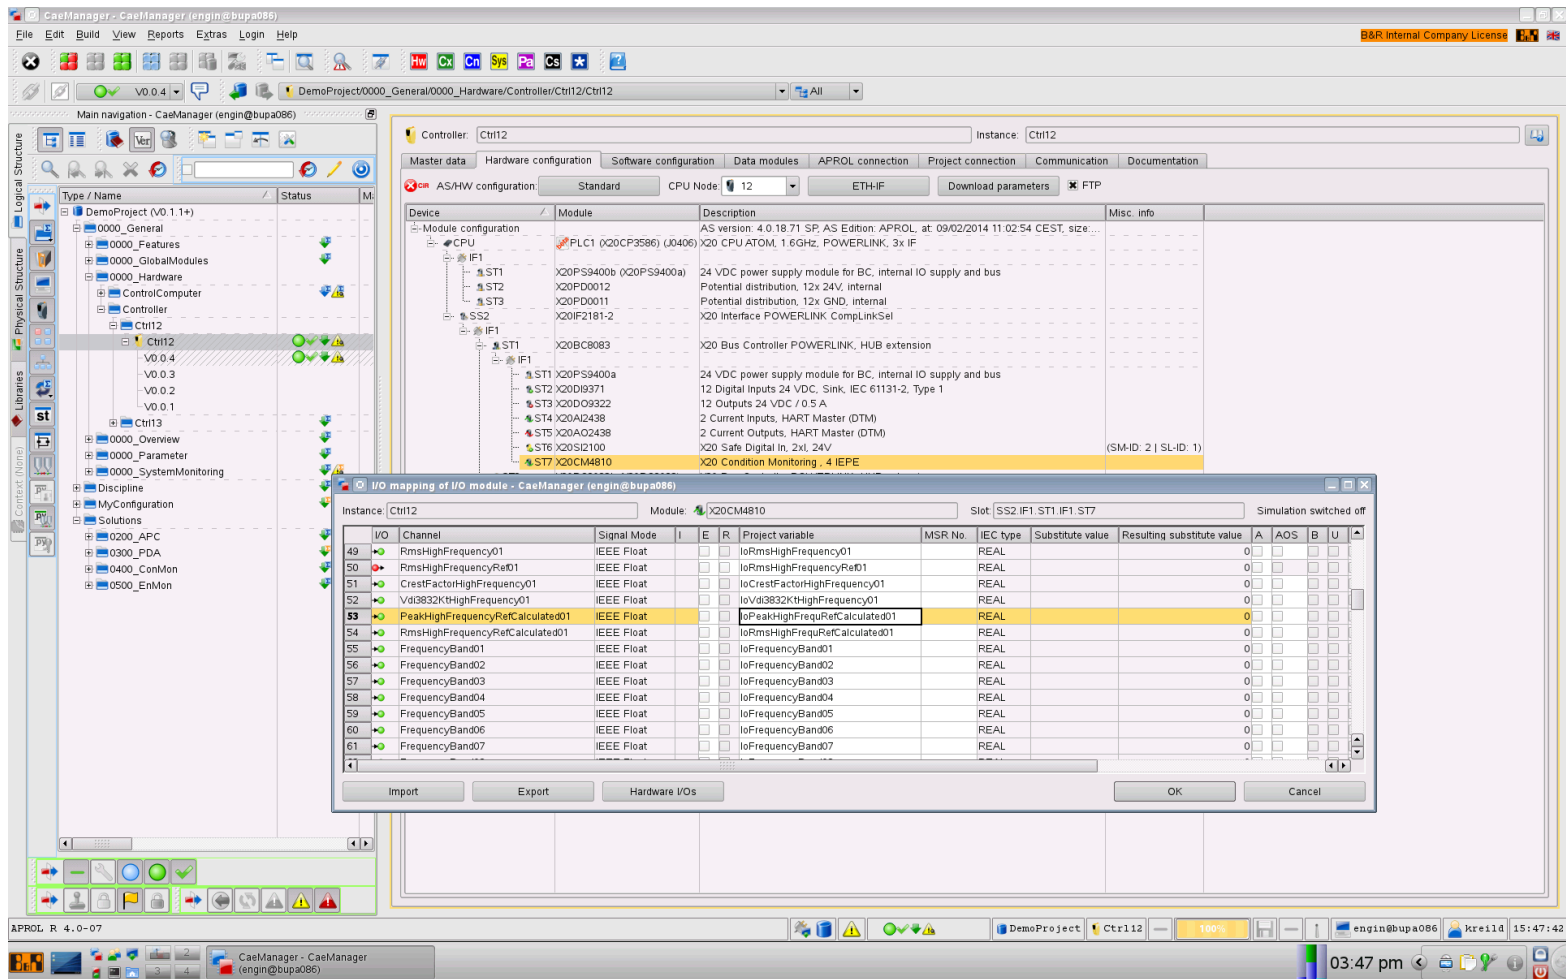 CaeManager - CaeManager (engin@bupa086)
File Edit Build View Reports Extras Login Help
B&R Internal Company License
Hw Cx Cn Sys Pa Cs
V0.0.4
DemoProject/0000_General/0000_Hardware/Controller/Ctrl12/Ctrl12
All
Main navigation - CaeManager (engin@bupa086)
Ver
Logical Structure
Physical Structure
Libraries
Context (None)
st
Type / Name Status
DemoProject (V0.1.1+)
0000_General
0000_Features
0000_GlobalModules
0000_Hardware
ControlComputer
Controller
Ctrl12
Ctrl12
V0.0.4
V0.0.3
V0.0.2
V0.0.1
Ctrl13
0000_Overview
0000_Parameter
0000_SystemMonitoring
Discipline
MyConfiguration
Solutions
0200_APC
0300_PDA
0400_ConMon
0500_EnMon
Controller: Ctrl12 Instance: Ctrl12
Master data Hardware configuration Software configuration Data modules APROL connection Project connection Communication Documentation
CIR AS/HW configuration: Standard CPU Node: 12 ETH-IF Download parameters FTP
Device Module Description Misc. info
Module configuration AS version: 4.0.18.71 SP, AS Edition: APROL, at: 09/02/2014 11:02:54 CEST, size:...
CPU PLC1 (X20CP3586) (J0406) X20 CPU ATOM, 1.6GHz, POWERLINK, 3x IF
IF1
ST1 X20PS9400b (X20PS9400a) 24 VDC power supply module for BC, internal IO supply and bus
ST2 X20PD0012 Potential distribution, 12x 24V, internal
ST3 X20PD0011 Potential distribution, 12x GND, internal
SS2 X20IF2181-2 X20 Interface POWERLINK CompLinkSel
IF1
ST1 X20BC8083 X20 Bus Controller POWERLINK, HUB extension
IF1
ST1 X20PS9400a 24 VDC power supply module for BC, internal IO supply and bus
ST2 X20DI9371 12 Digital Inputs 24 VDC, Sink, IEC 61131-2, Type 1
ST3 X20DO9322 12 Outputs 24 VDC / 0.5 A
ST4 X20AI2438 2 Current Inputs, HART Master (DTM)
ST5 X20AO2438 2 Current Outputs, HART Master (DTM)
ST6 X20SI2100 X20 Safe Digital In, 2xI, 24V (SM-ID: 2 | SL-ID: 1)
ST7 X20CM4810 X20 Condition Monitoring , 4 IEPE
I/O mapping of I/O module - CaeManager (engin@bupa086)
Instance: Ctrl12 Module: X20CM4810 Slot: SS2.IF1.ST1.IF1.ST7 Simulation switched off
I/O Channel Signal Mode I E R Project variable MSR No. IEC type Substitute value Resulting substitute value A AOS B U
49 RmsHighFrequency01 IEEE Float IoRmsHighFrequency01 REAL 0
50 RmsHighFrequencyRef01 IEEE Float IoRmsHighFrequencyRef01 REAL 0
51 CrestFactorHighFrequency01 IEEE Float IoCrestFactorHighFrequency01 REAL 0
52 Vdi3832KtHighFrequency01 IEEE Float IoVdi3832KtHighFrequency01 REAL 0
53 PeakHighFrequencyRefCalculated01 IEEE Float IoPeakHighFrequRefCalculated01 REAL 0
54 RmsHighFrequencyRefCalculated01 IEEE Float IoRmsHighFrequRefCalculated01 REAL 0
55 FrequencyBand01 IEEE Float IoFrequencyBand01 REAL 0
56 FrequencyBand02 IEEE Float IoFrequencyBand02 REAL 0
57 FrequencyBand03 IEEE Float IoFrequencyBand03 REAL 0
58 FrequencyBand04 IEEE Float IoFrequencyBand04 REAL 0
59 FrequencyBand05 IEEE Float IoFrequencyBand05 REAL 0
60 FrequencyBand06 IEEE Float IoFrequencyBand06 REAL 0
61 FrequencyBand07 IEEE Float IoFrequencyBand07 REAL 0
Import Export Hardware I/Os OK Cancel
APROL R 4.0-07
DemoProject Ctrl12 100% engin@bupa086 kreild 15:47:42
B&R
1 2 3 4
CaeManager - CaeManager
(engin@bupa086)
03:47 pm